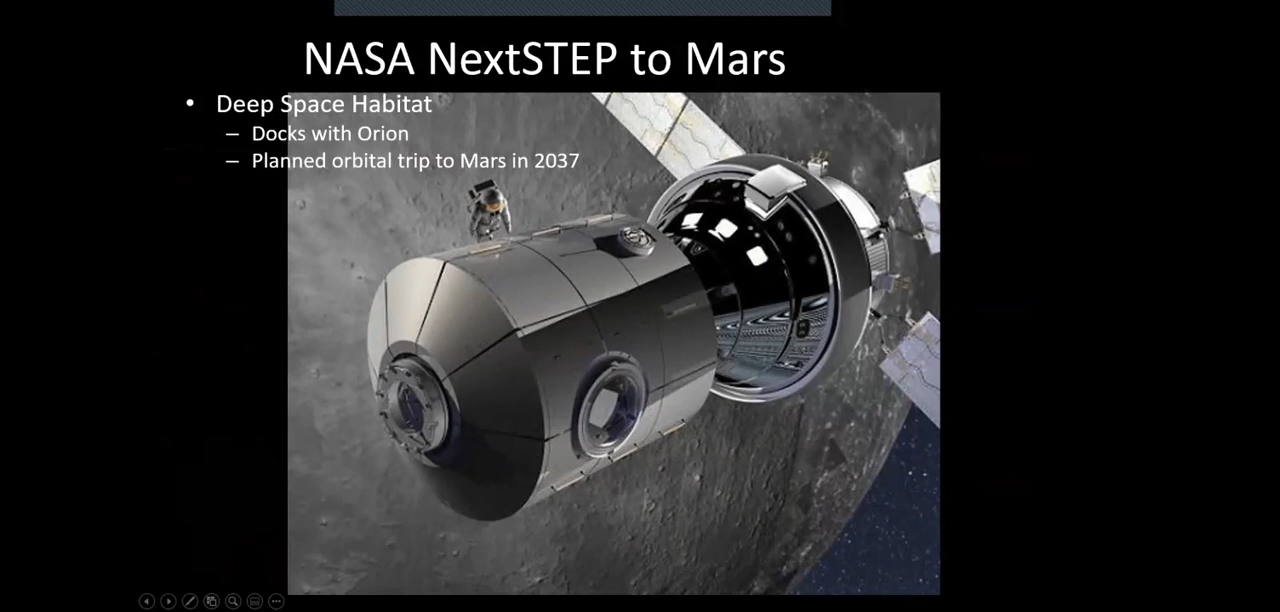 NASA NextSTEP to Mars
• Deep Space Habitat
– Docks with Orion
– Planned orbital trip to Mars in 2037